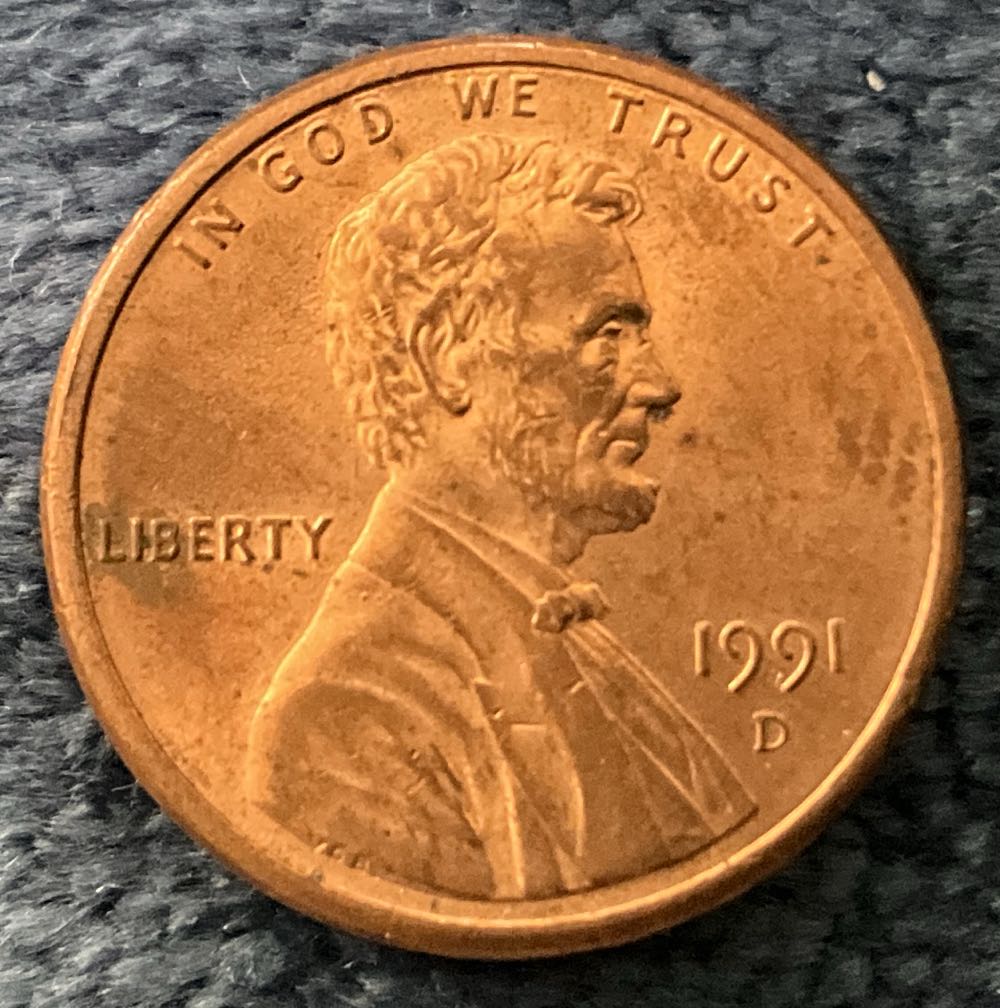 IN GOD WE TRUST
LIBERTY
1991
D